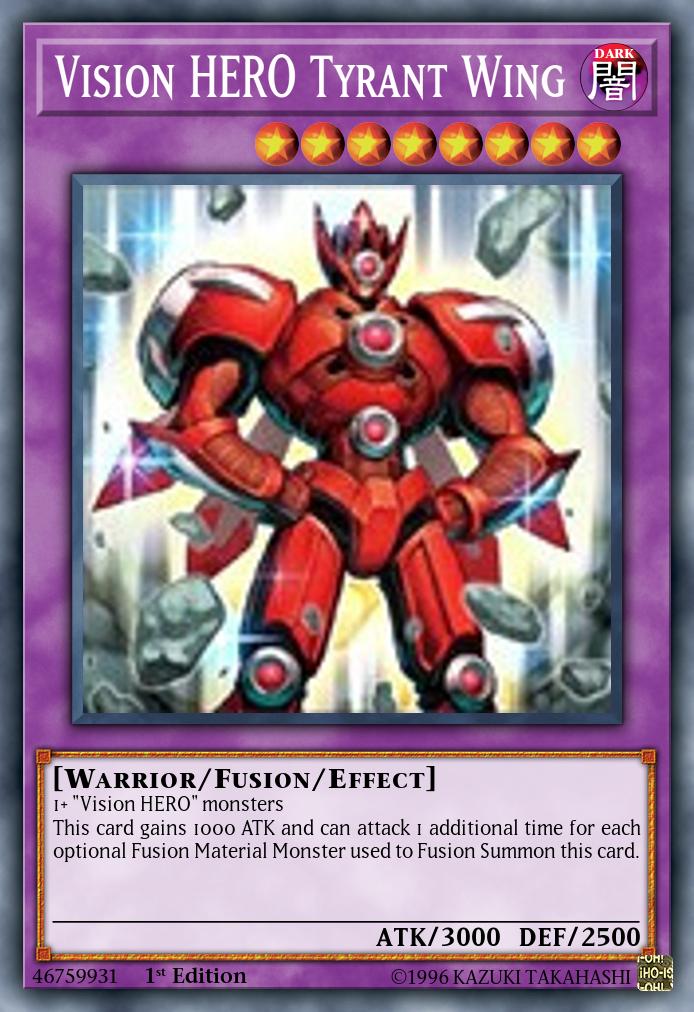 Vision HERO Tyrant Wing
DARK
闇
[Warrior/Fusion/Effect]
1+ "Vision HERO" monsters
This card gains 1000 ATK and can attack 1 additional time for each
optional Fusion Material Monster used to Fusion Summon this card.
ATK/3000 DEF/2500
46759931 1st Edition ©1996 KAZUKI TAKAHASHI